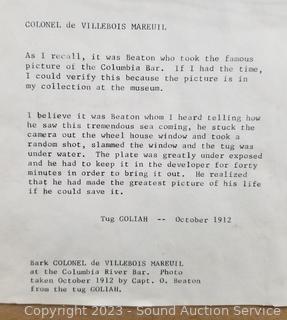 COLONEL de VILLEBOIS MAREUIL
As I recall, it was Beaton who took the famous
picture of the Columbia Bar. If I had the time,
I could verify this because the picture is in
my collection at the museum.
I believe it was Beaton whom I heard telling how
he saw this tremendous sea coming, he stuck the
camera out the wheel house window and took a
random shot, slammed the window and the tug was
under water. The plate was greatly under exposed
and he had to keep it in the developer for forty
minutes in order to bring it out. He realized
that he had made the greatest picture of his life
if he could save it.
Tug GOLIAH -- October 1912
Bark COLONEL de VILLEBOIS MAREUIL
at the Columbia River Bar. Photo
taken October 1912 by Capt. O. Beaton
from the tug GOLIAH.
Copyright 2023 - Sound Auction Service